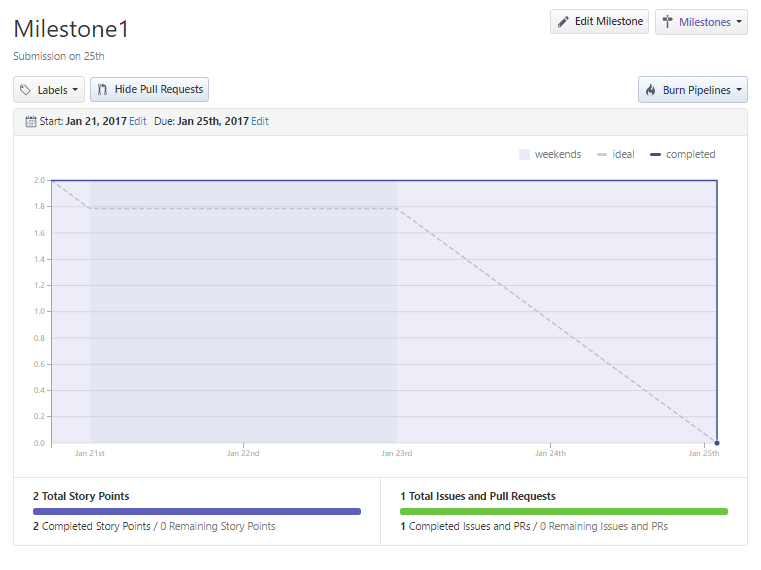 Milestone1
Edit Milestone
Milestones
Submission on 25th
Labels
Hide Pull Requests
Burn Pipelines
Start: Jan 21, 2017 Edit Due: Jan 25th, 2017 Edit
weekends ideal completed
2.0
1.8
1.6
1.4
1.2
1.0
0.8
0.6
0.4
0.2
0.0
Jan 21st Jan 22nd Jan 23rd Jan 24th Jan 25th
2 Total Story Points
2 Completed Story Points / 0 Remaining Story Points
1 Total Issues and Pull Requests
1 Completed Issues and PRs / 0 Remaining Issues and PRs